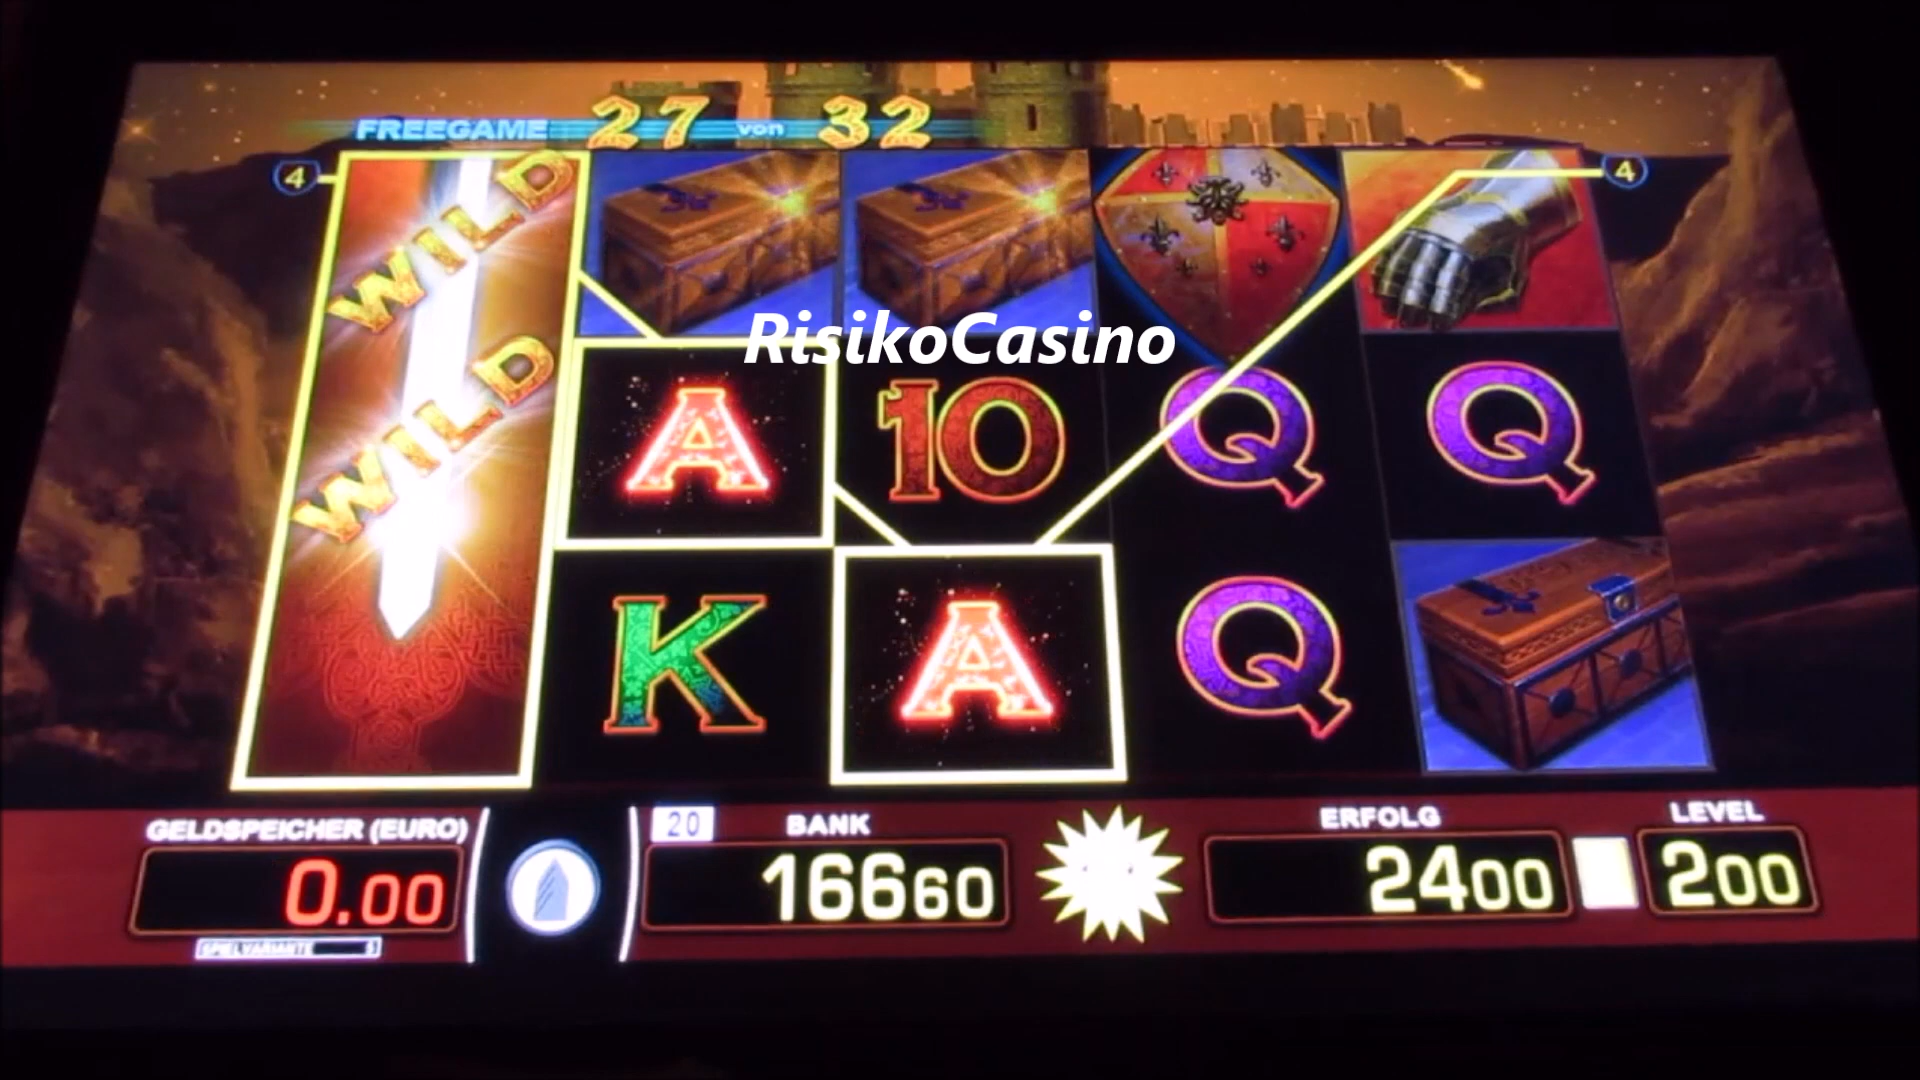 FREEGAME 27 von 32
4 4
WILD
WILD
RisikoCasino
A 10 Q Q
K A Q
GELDSPEICHER (EURO) 20 BANK ERFOLG LEVEL
0.00 16660 2400 200
SPIELVARIANTE